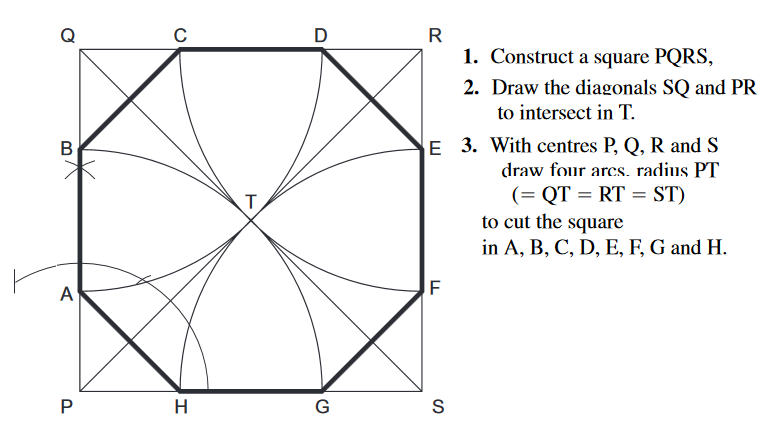 Q C D R
1. Construct a square PQRS,
2. Draw the diagonals SQ and PR
to intersect in T.
B E
3. With centres P, Q, R and S
draw four arcs. radius PT
(= QT = RT = ST)
T
to cut the square
in A, B, C, D, E, F, G and H.
A F
P H G S